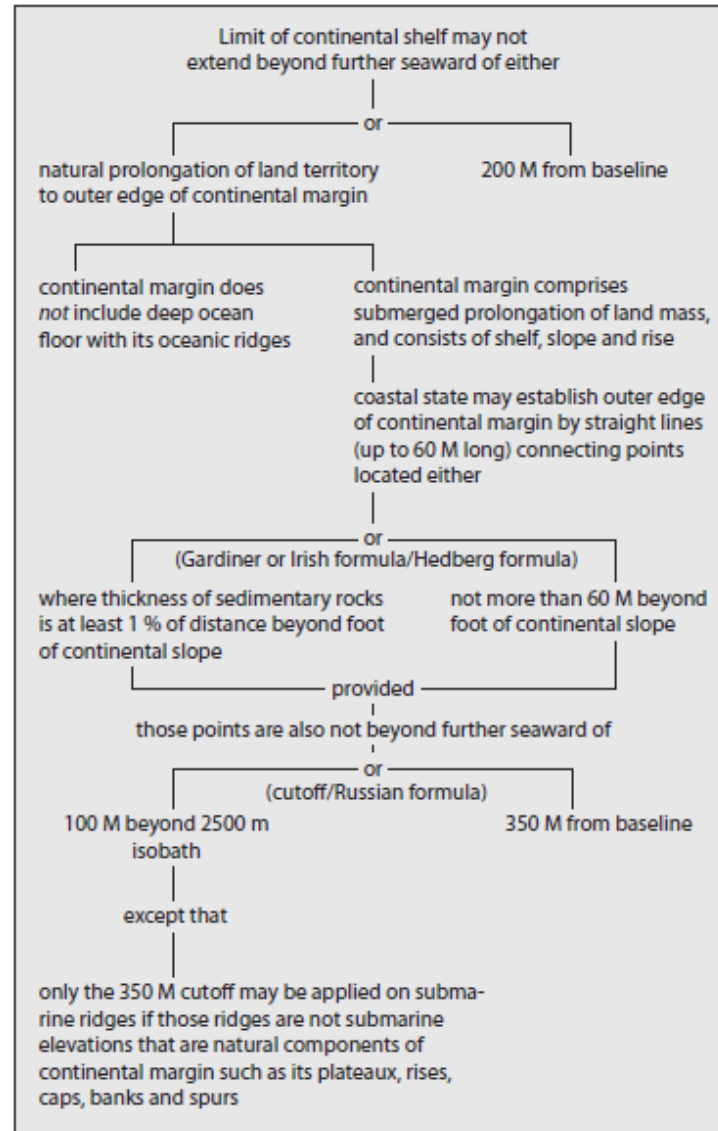 Limit of continental shelf may not
extend beyond further seaward of either
or
natural prolongation of land territory
to outer edge of continental margin
200 M from baseline
continental margin does
not include deep ocean
floor with its oceanic ridges
continental margin comprises
submerged prolongation of land mass,
and consists of shelf, slope and rise
coastal state may establish outer edge
of continental margin by straight lines
(up to 60 M long) connecting points
located either
or
(Gardiner or Irish formula/Hedberg formula)
where thickness of sedimentary rocks
is at least 1 % of distance beyond foot
of continental slope
not more than 60 M beyond
foot of continental slope
provided
those points are also not beyond further seaward of
or
(cutoff/Russian formula)
100 M beyond 2500 m
isobath
350 M from baseline
except that
only the 350 M cutoff may be applied on subma-
rine ridges if those ridges are not submarine
elevations that are natural components of
continental margin such as its plateaux, rises,
caps, banks and spurs